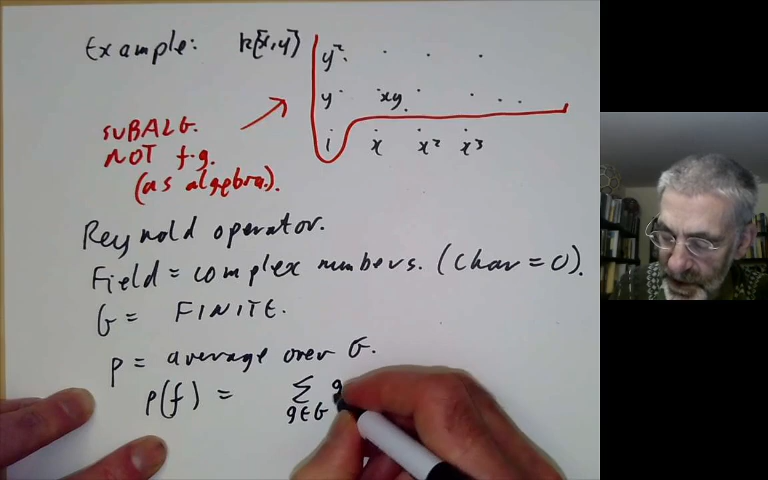 Example: k[x,y]
y² . . .
y . xy . . . .
1 x x² x³
SUBALG.
NOT f.g.
(as algebra).
Reynold operator.
Field = complex numbers. (Char = 0).
G = FINITE.
ρ = average over G.
ρ(f) = ∑ g
g∈G